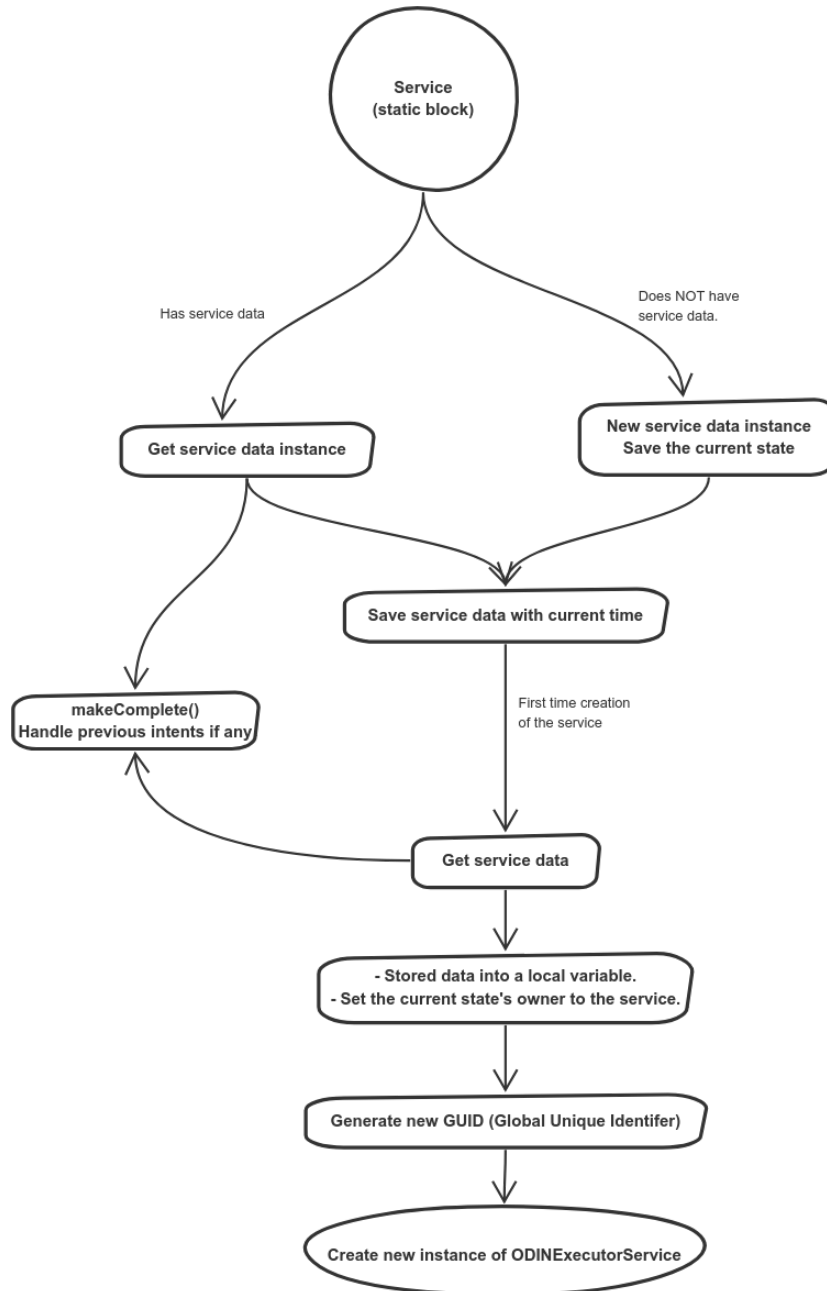 Service
(static block)
Has service data
Does NOT have
service data.
Get service data instance
New service data instance
Save the current state
Save service data with current time
makeComplete()
Handle previous intents if any
First time creation
of the service
Get service data
- Stored data into a local variable.
- Set the current state's owner to the service.
Generate new GUID (Global Unique Identifer)
Create new instance of ODINExecutorService